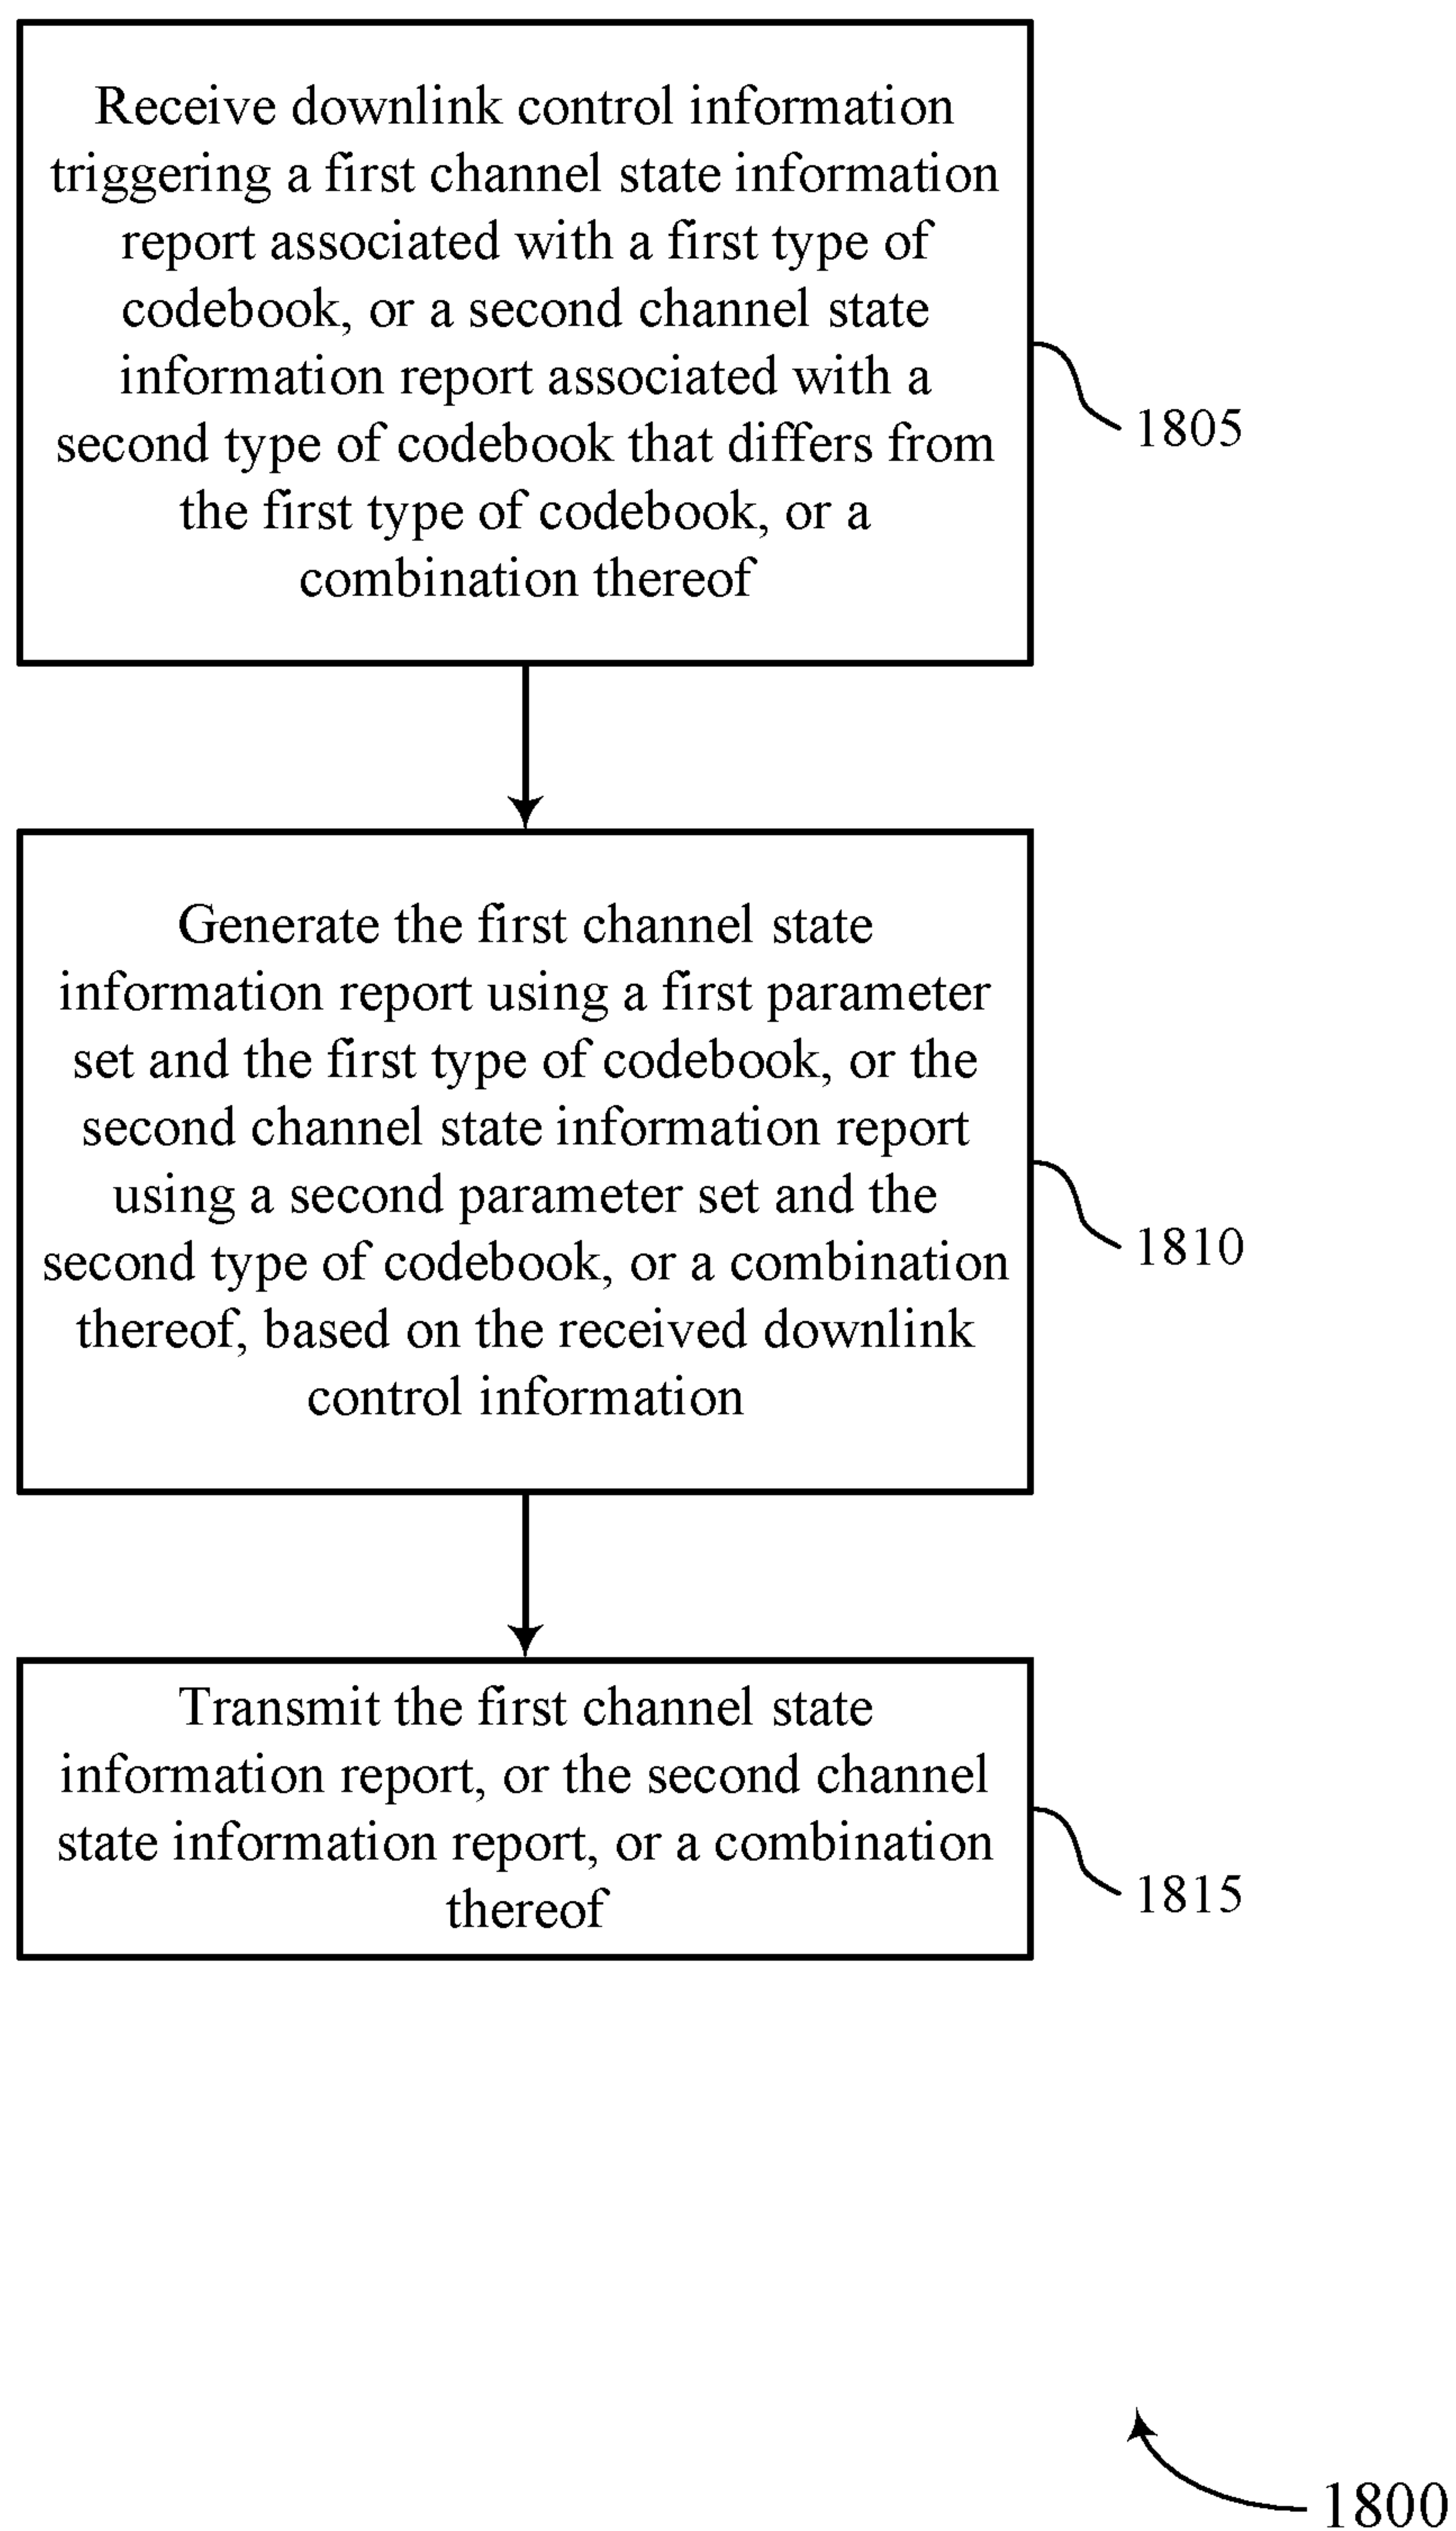 Receive downlink control information
triggering a first channel state information
report associated with a first type of
codebook, or a second channel state
information report associated with a
second type of codebook that differs from
the first type of codebook, or a
combination thereof
1805
Generate the first channel state
information report using a first parameter
set and the first type of codebook, or the
second channel state information report
using a second parameter set and the
second type of codebook, or a combination
thereof, based on the received downlink
control information
1810
Transmit the first channel state
information report, or the second channel
state information report, or a combination
thereof
1815
1800